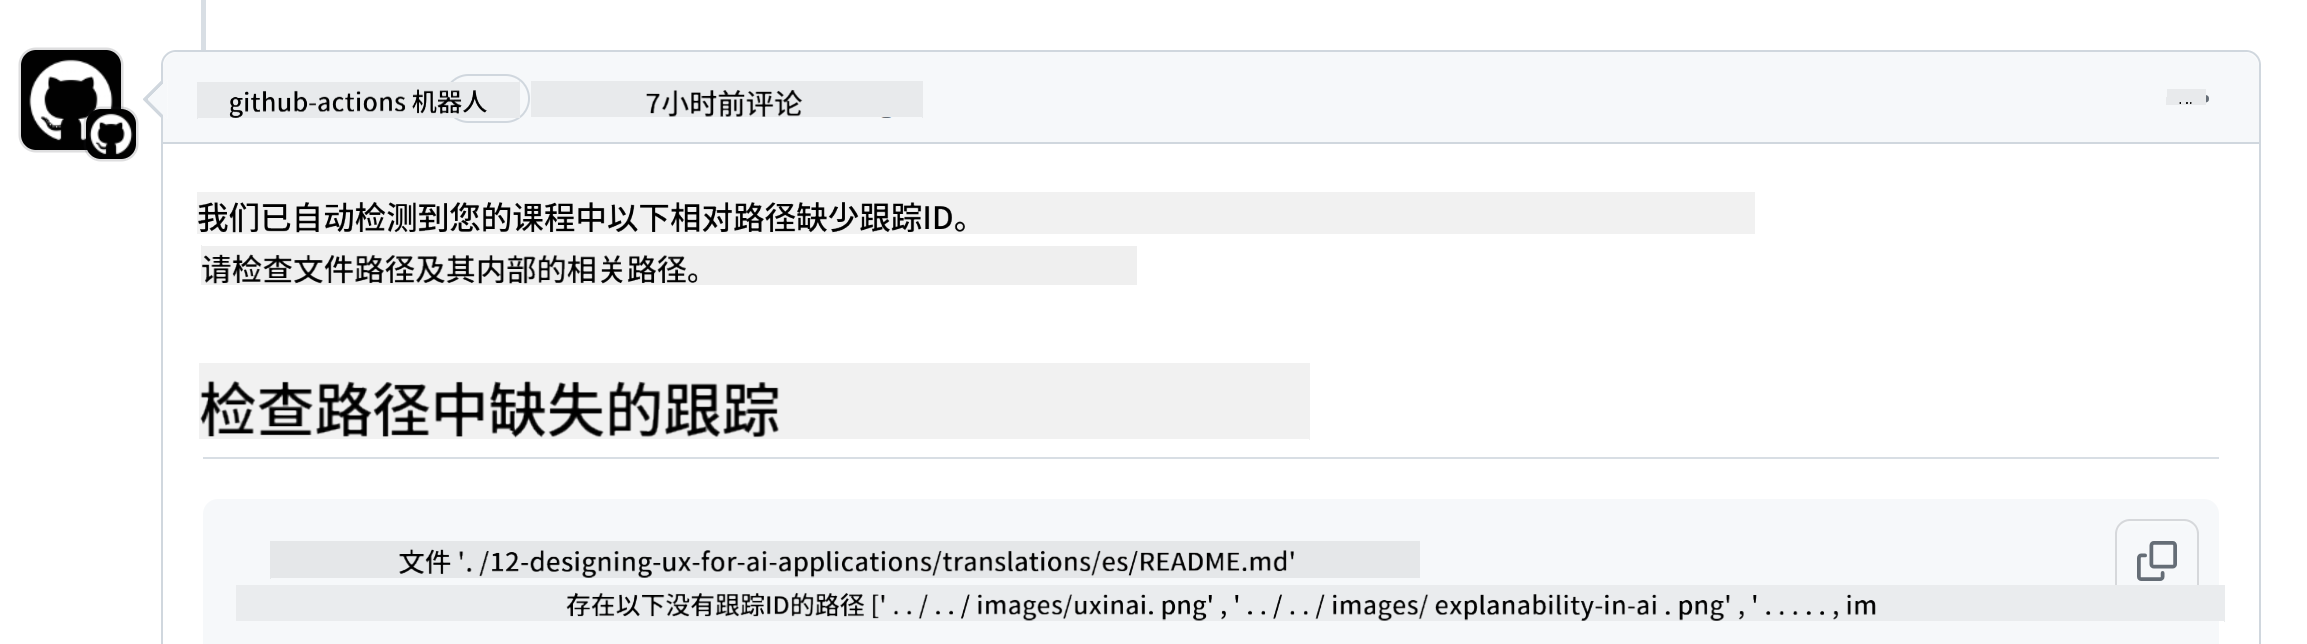 github-actions 机器人 7小时前评论
我们已自动检测到您的课程中以下相对路径缺少跟踪ID。
请检查文件路径及其内部的相关路径。
检查路径中缺失的跟踪
文件 './12-designing-ux-for-ai-applications/translations/es/README.md'
存在以下没有跟踪ID的路径 ['../../images/uxinai.png','../../images/explanability-in-ai.png','.....,im